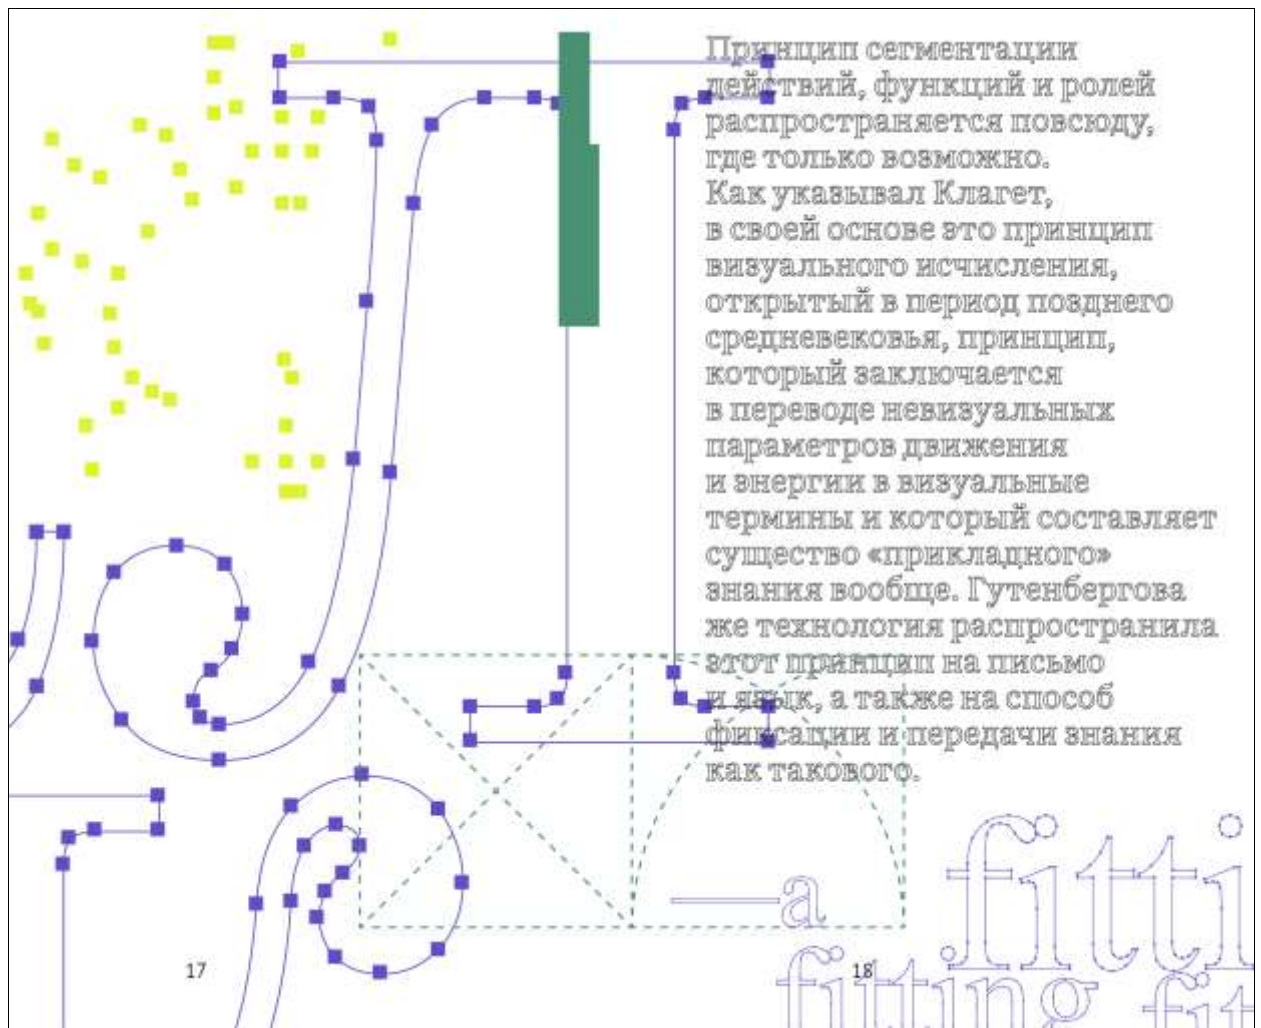 Принцип сегментации
действий, функций и ролей
распространяется повсюду,
где только возможно.
Как указывал Клагет,
в своей основе это принцип
визуального исчисления,
открытый в период позднего
средневековья, принцип,
который заключается
в переводе невизуальных
параметров движения
и энергии в визуальные
термины и который составляет
существо «прикладного»
знания вообще. Гутенбергова
же технология распространила
этот принцип на письмо
и язык, а также на способ
фиксации и передачи знания
как такового.
fitti
a
17
18
fitting fit